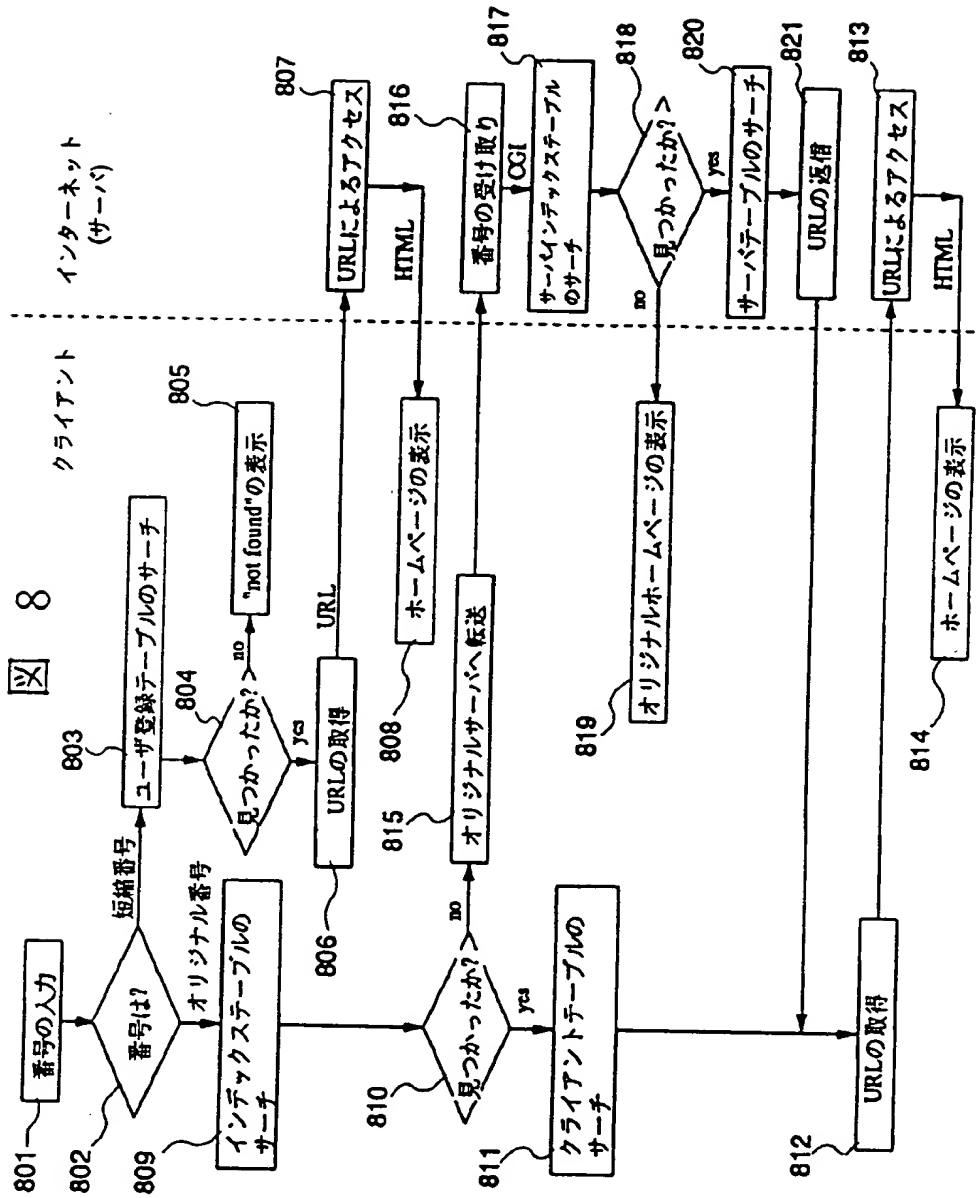 図 8
クライアント
インターネット
(サーバ)
801
番号の入力
802
番号は?
短縮番号
オリジナル番号
803
ユーザ登録テーブルのサーチ
804
見つかったか?
no
805
"not found"の表示
yes
806
URLの取得
URL
807
URLによるアクセス
HTML
808
ホームページの表示
809
インデックステーブルの
サーチ
810
見つかったか?
no
yes
815
オリジナルサーバへ転送
816
番号の受け取り
CGI
817
サーバインデックステーブル
のサーチ
818
見つかったか?
no
yes
819
オリジナルホームページの表示
820
サーバテーブルのサーチ
821
URLの返信
811
クライアントテーブルの
サーチ
812
URLの取得
813
URLによるアクセス
HTML
814
ホームページの表示